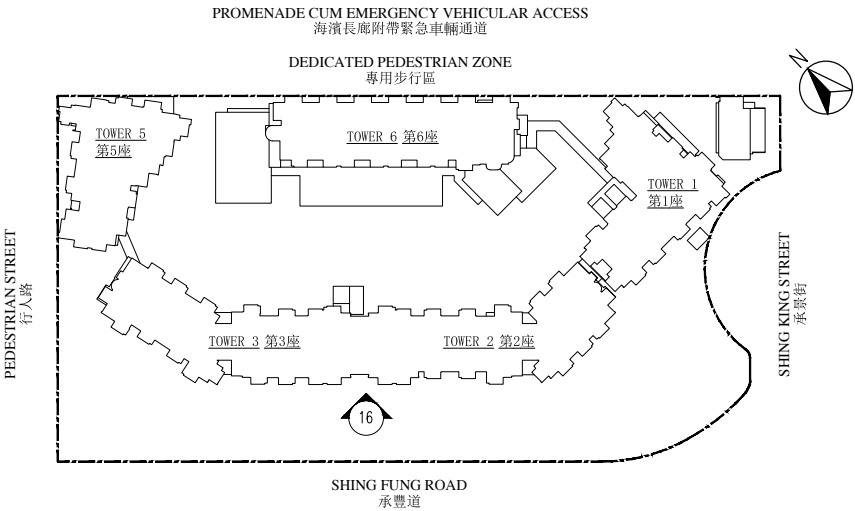 PROMENADE CUM EMERGENCY VEHICULAR ACCESS
海濱長廊附帶緊急車輛通道
DEDICATED PEDESTRIAN ZONE
專用步行區
N
TOWER 5
第5座
TOWER 6 第6座
TOWER 1
第1座
PEDESTRIAN STREET
行人路
SHING KING STREET
承景街
TOWER 3 第3座
TOWER 2 第2座
16
SHING FUNG ROAD
承豐道